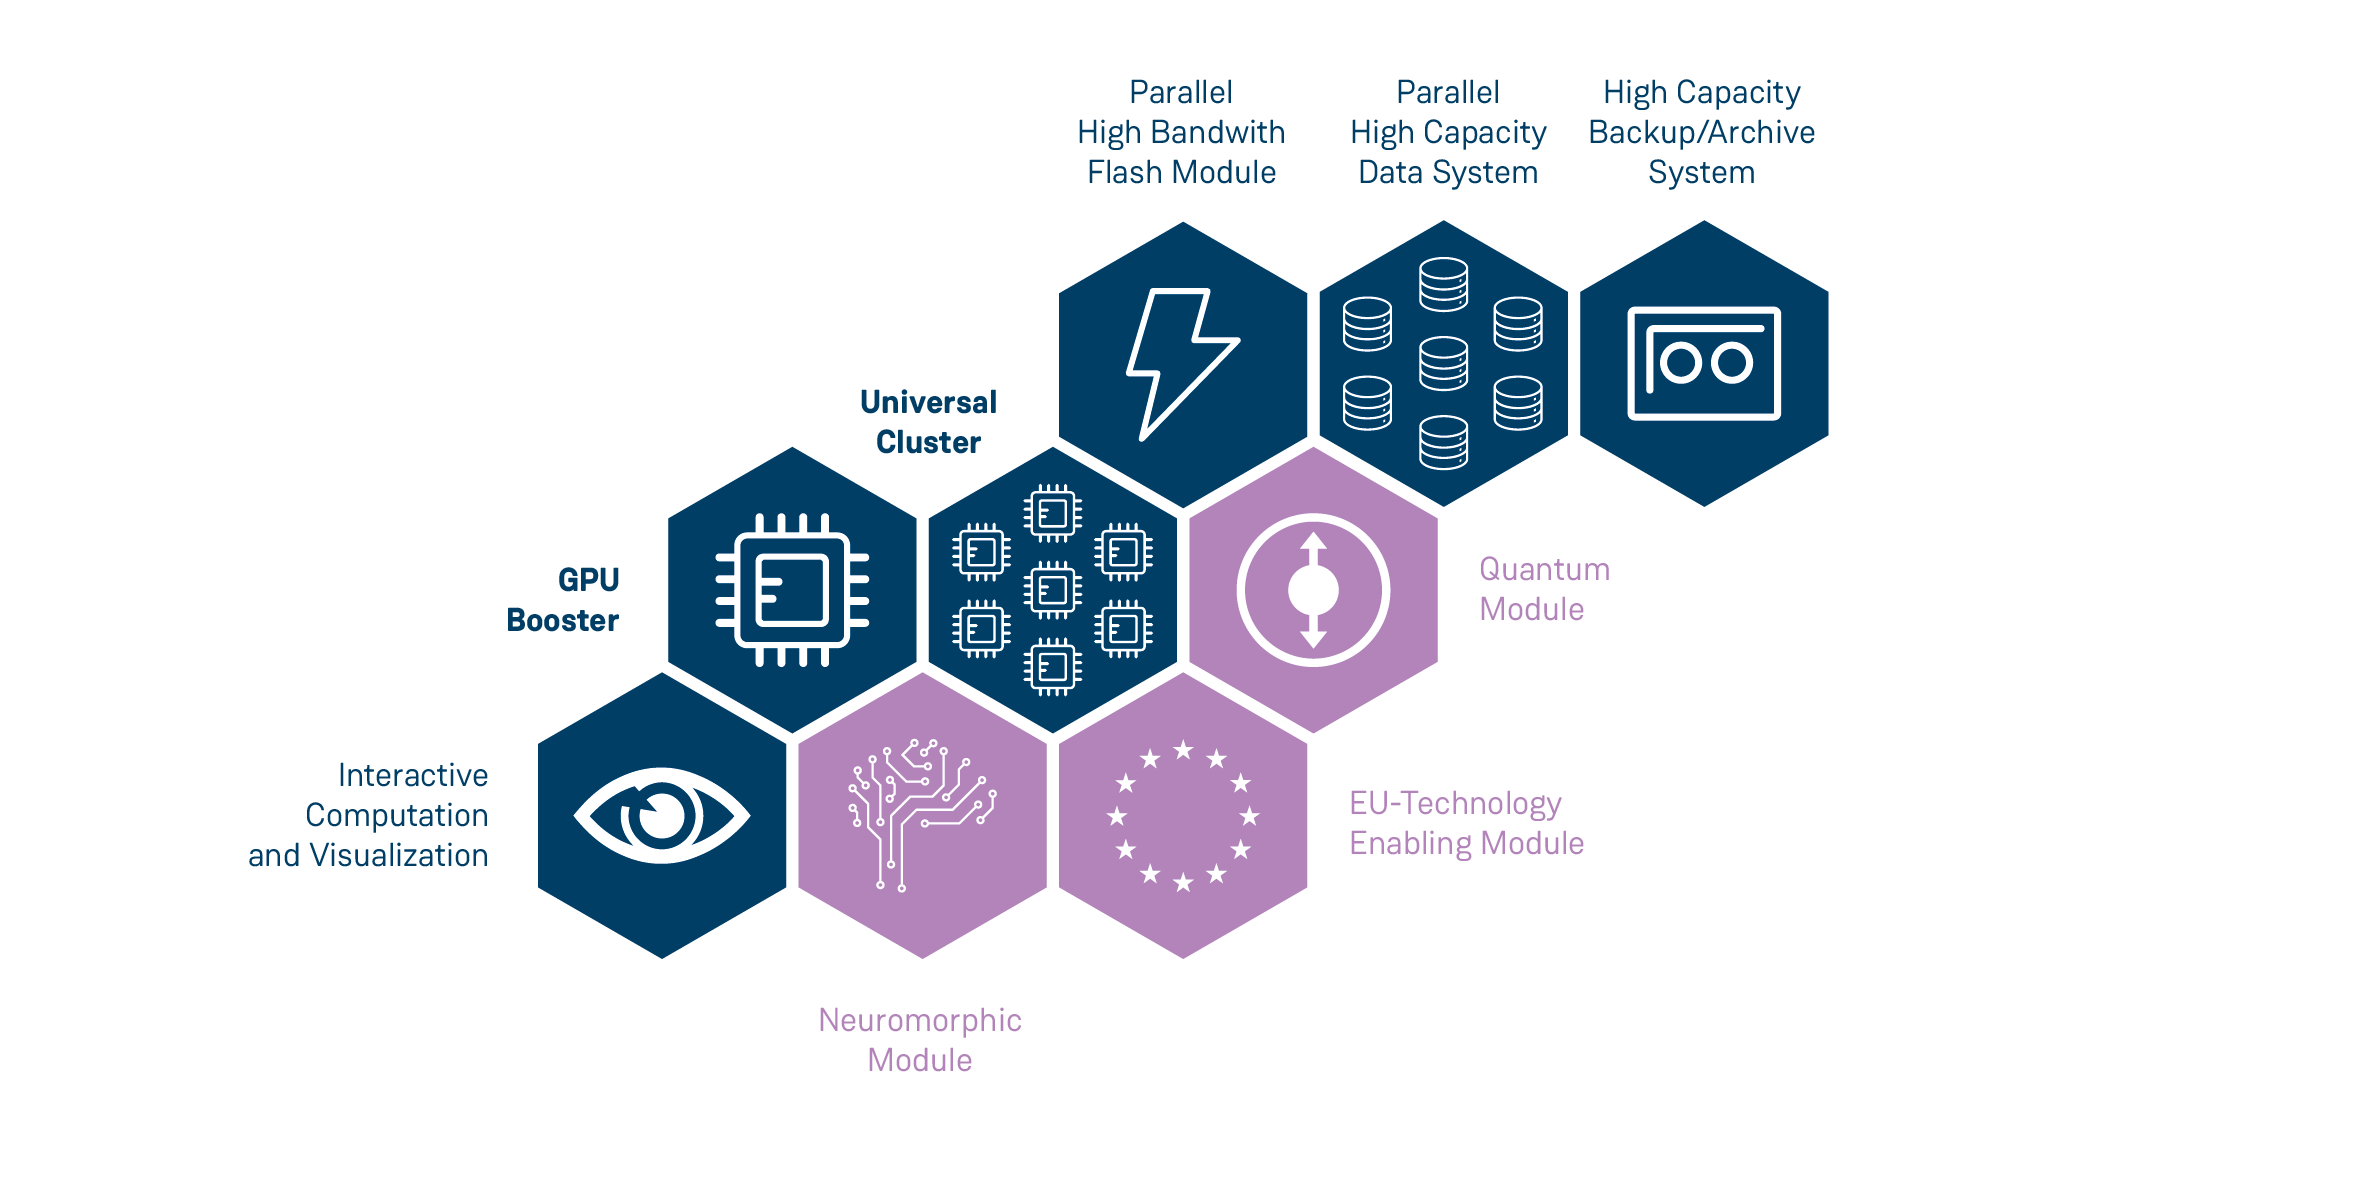 Parallel
High Bandwith
Flash Module
Parallel
High Capacity
Data System
High Capacity
Backup/Archive
System
Universal
Cluster
GPU
Booster
Quantum
Module
Interactive
Computation
and Visualization
EU-Technology
Enabling Module
Neuromorphic
Module